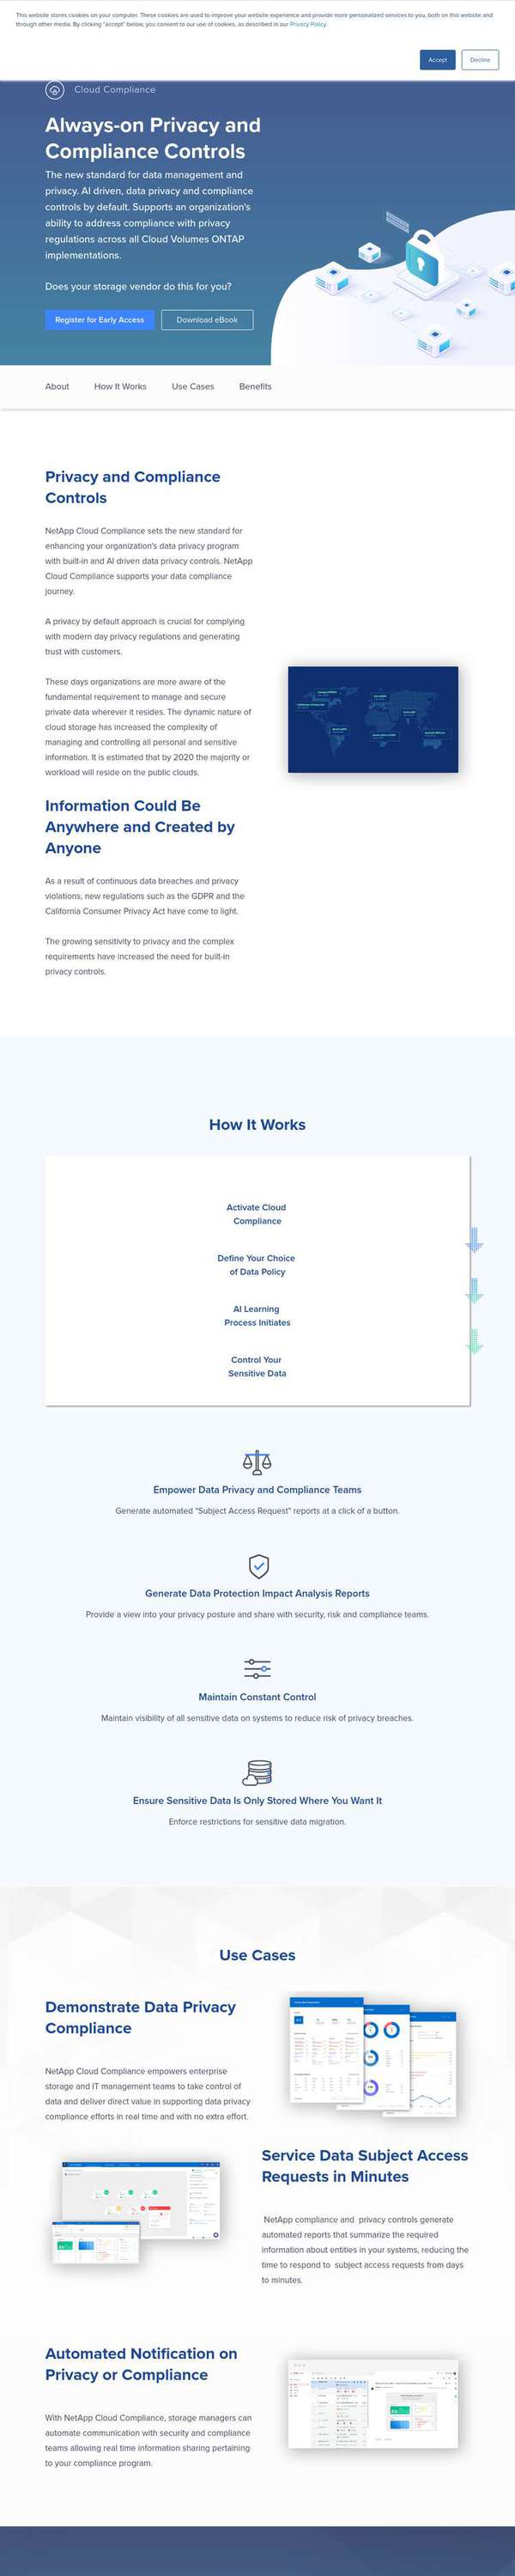 This website stores cookies on your computer. These cookies are used to improve your website experience and provide more personalized services to you, both on this website and
through other media. By clicking "accept" below, you consent to our use of cookies, as described in our Privacy Policy.
Accept
Decline
Cloud Compliance
Always-on Privacy and
Compliance Controls
The new standard for data management and
privacy. AI driven, data privacy and compliance
controls by default. Supports an organization's
ability to address compliance with privacy
regulations across all Cloud Volumes ONTAP
implementations.
Does your storage vendor do this for you?
Register for Early Access
Download eBook
About
How It Works
Use Cases
Benefits
Privacy and Compliance
Controls
NetApp Cloud Compliance sets the new standard for
enhancing your organization's data privacy program
with built-in and AI driven data privacy controls. NetApp
Cloud Compliance supports your data compliance
journey.
A privacy by default approach is crucial for complying
with modern day privacy regulations and generating
trust with customers.
These days organizations are more aware of the
fundamental requirement to manage and secure
private data wherever it resides. The dynamic nature of
cloud storage has increased the complexity of
managing and controlling all personal and sensitive
information. It is estimated that by 2020 the majority or
workload will reside on the public clouds.
Information Could Be
Anywhere and Created by
Anyone
As a result of continuous data breaches and privacy
violations, new regulations such as the GDPR and the
California Consumer Privacy Act have come to light.
The growing sensitivity to privacy and the complex
requirements have increased the need for built-in
privacy controls.
How It Works
Activate Cloud
Compliance
Define Your Choice
of Data Policy
AI Learning
Process Initiates
Control Your
Sensitive Data
Empower Data Privacy and Compliance Teams
Generate automated "Subject Access Request" reports at a click of a button.
Generate Data Protection Impact Analysis Reports
Provide a view into your privacy posture and share with security, risk and compliance teams.
Maintain Constant Control
Maintain visibility of all sensitive data on systems to reduce risk of privacy breaches.
Ensure Sensitive Data Is Only Stored Where You Want It
Enforce restrictions for sensitive data migration.
Use Cases
Demonstrate Data Privacy
Compliance
NetApp Cloud Compliance empowers enterprise
storage and IT management teams to take control of
data and deliver direct value in supporting data privacy
compliance efforts in real time and with no extra effort.
Service Data Subject Access
Requests in Minutes
NetApp compliance and privacy controls generate
automated reports that summarize the required
information about entities in your systems, reducing the
time to respond to subject access requests from days
to minutes.
Automated Notification on
Privacy or Compliance
With NetApp Cloud Compliance, storage managers can
automate communication with security and compliance
teams allowing real time information sharing pertaining
to your compliance program.